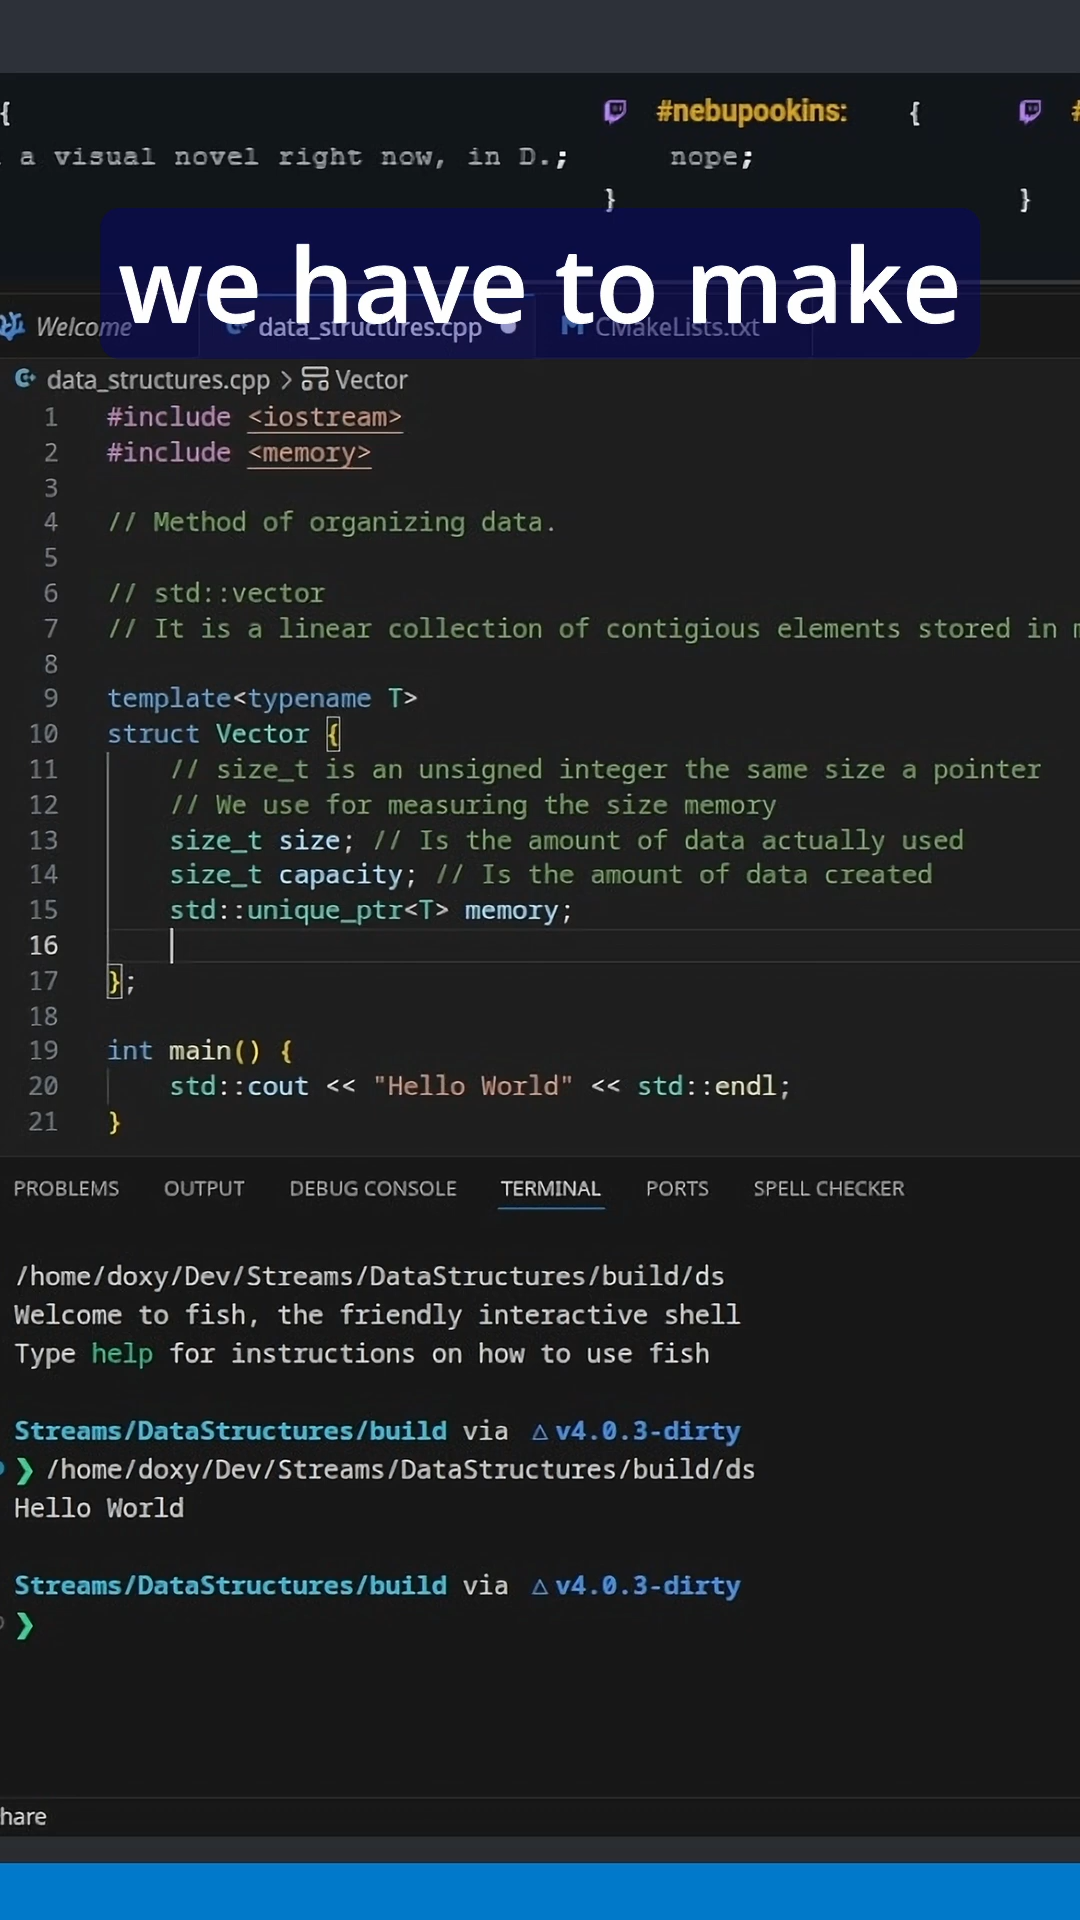 {
#nebupookins: {
a visual novel right now, in D.;
nope;
}
}
we have to make
Welcome
data_structures.cpp
CMakeLists.txt
data_structures.cpp > Vector
1 #include <iostream>
2 #include <memory>
3
4 // Method of organizing data.
5
6 // std::vector
7 // It is a linear collection of contigious elements stored in
8
9 template<typename T>
10 struct Vector {
11 // size_t is an unsigned integer the same size a pointer
12 // We use for measuring the size memory
13 size_t size; // Is the amount of data actually used
14 size_t capacity; // Is the amount of data created
15 std::unique_ptr<T> memory;
16
17 };
18
19 int main() {
20 std::cout << "Hello World" << std::endl;
21 }
PROBLEMS OUTPUT DEBUG CONSOLE TERMINAL PORTS SPELL CHECKER
/home/doxy/Dev/Streams/DataStructures/build/ds
Welcome to fish, the friendly interactive shell
Type help for instructions on how to use fish
Streams/DataStructures/build via △ v4.0.3-dirty
❯ /home/doxy/Dev/Streams/DataStructures/build/ds
Hello World
Streams/DataStructures/build via △ v4.0.3-dirty
❯
hare